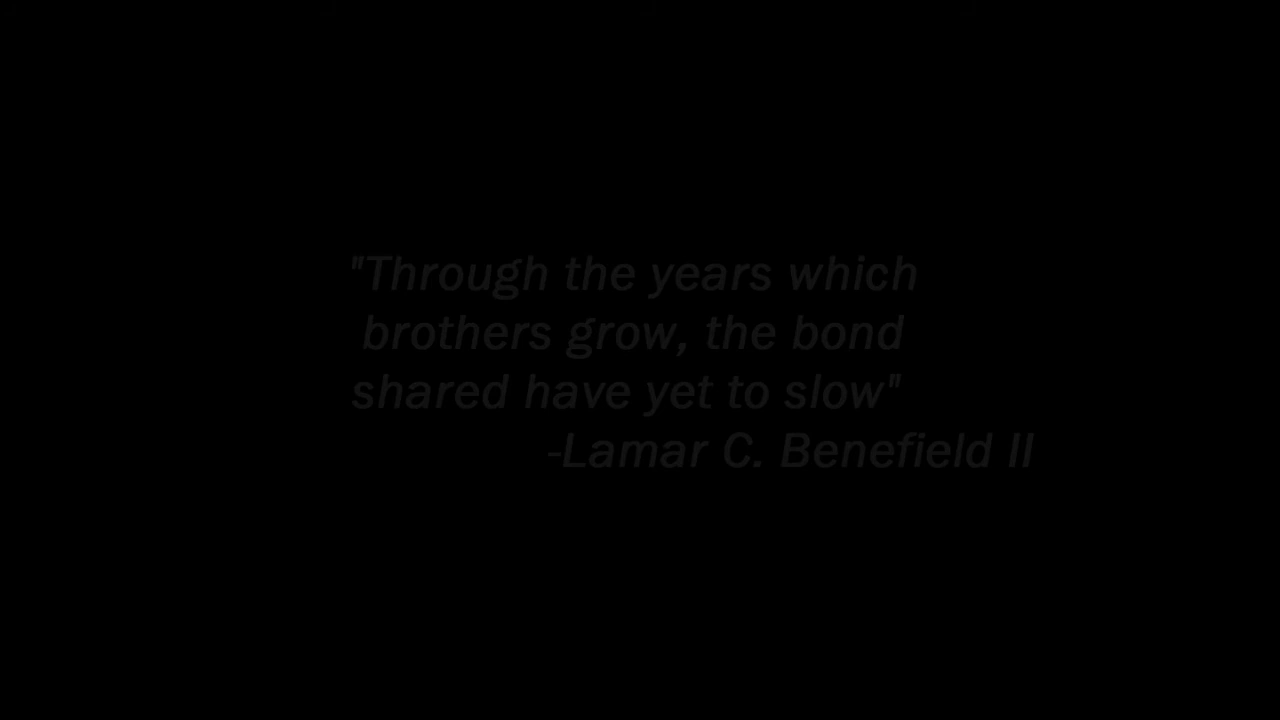 "Through the years which
brothers grow, the bond
shared have yet to slow"
-Lamar C. Benefield II